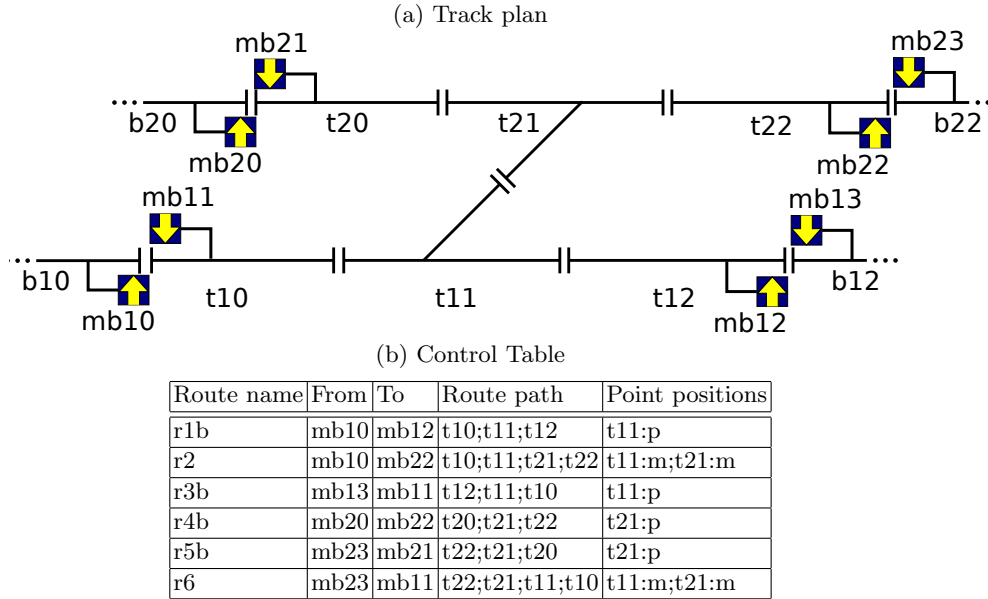 (a) Track plan
mb21 mb23
b20 t20 t21 t22 b22
mb20 mb22
mb11 mb13
b10 t10 t11 t12 b12
mb10 mb12
(b) Control Table
Route name From To Route path Point positions
r1b mb10 mb12 t10;t11;t12 t11:p
r2 mb10 mb22 t10;t11;t21;t22 t11:m;t21:m
r3b mb13 mb11 t12;t11;t10 t11:p
r4b mb20 mb22 t20;t21;t22 t21:p
r5b mb23 mb21 t22;t21;t20 t21:p
r6 mb23 mb11 t22;t21;t11;t10 t11:m;t21:m